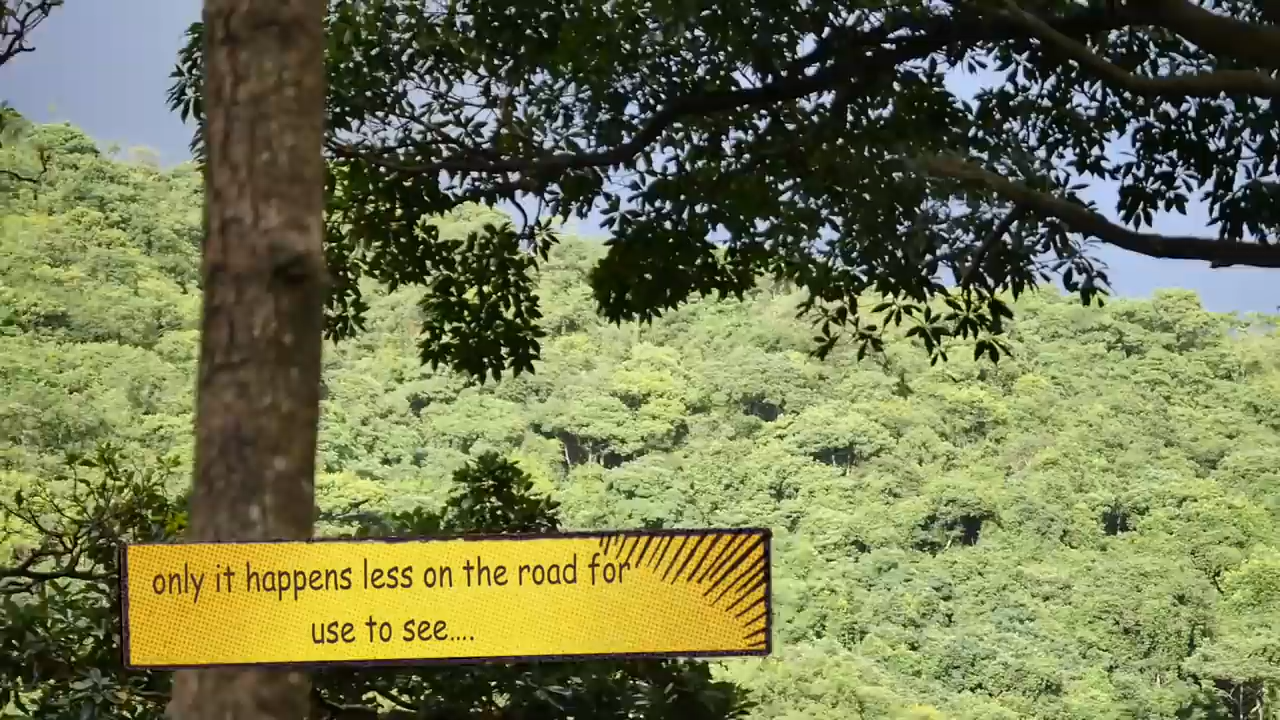 only it happens less on the road for
use to see....